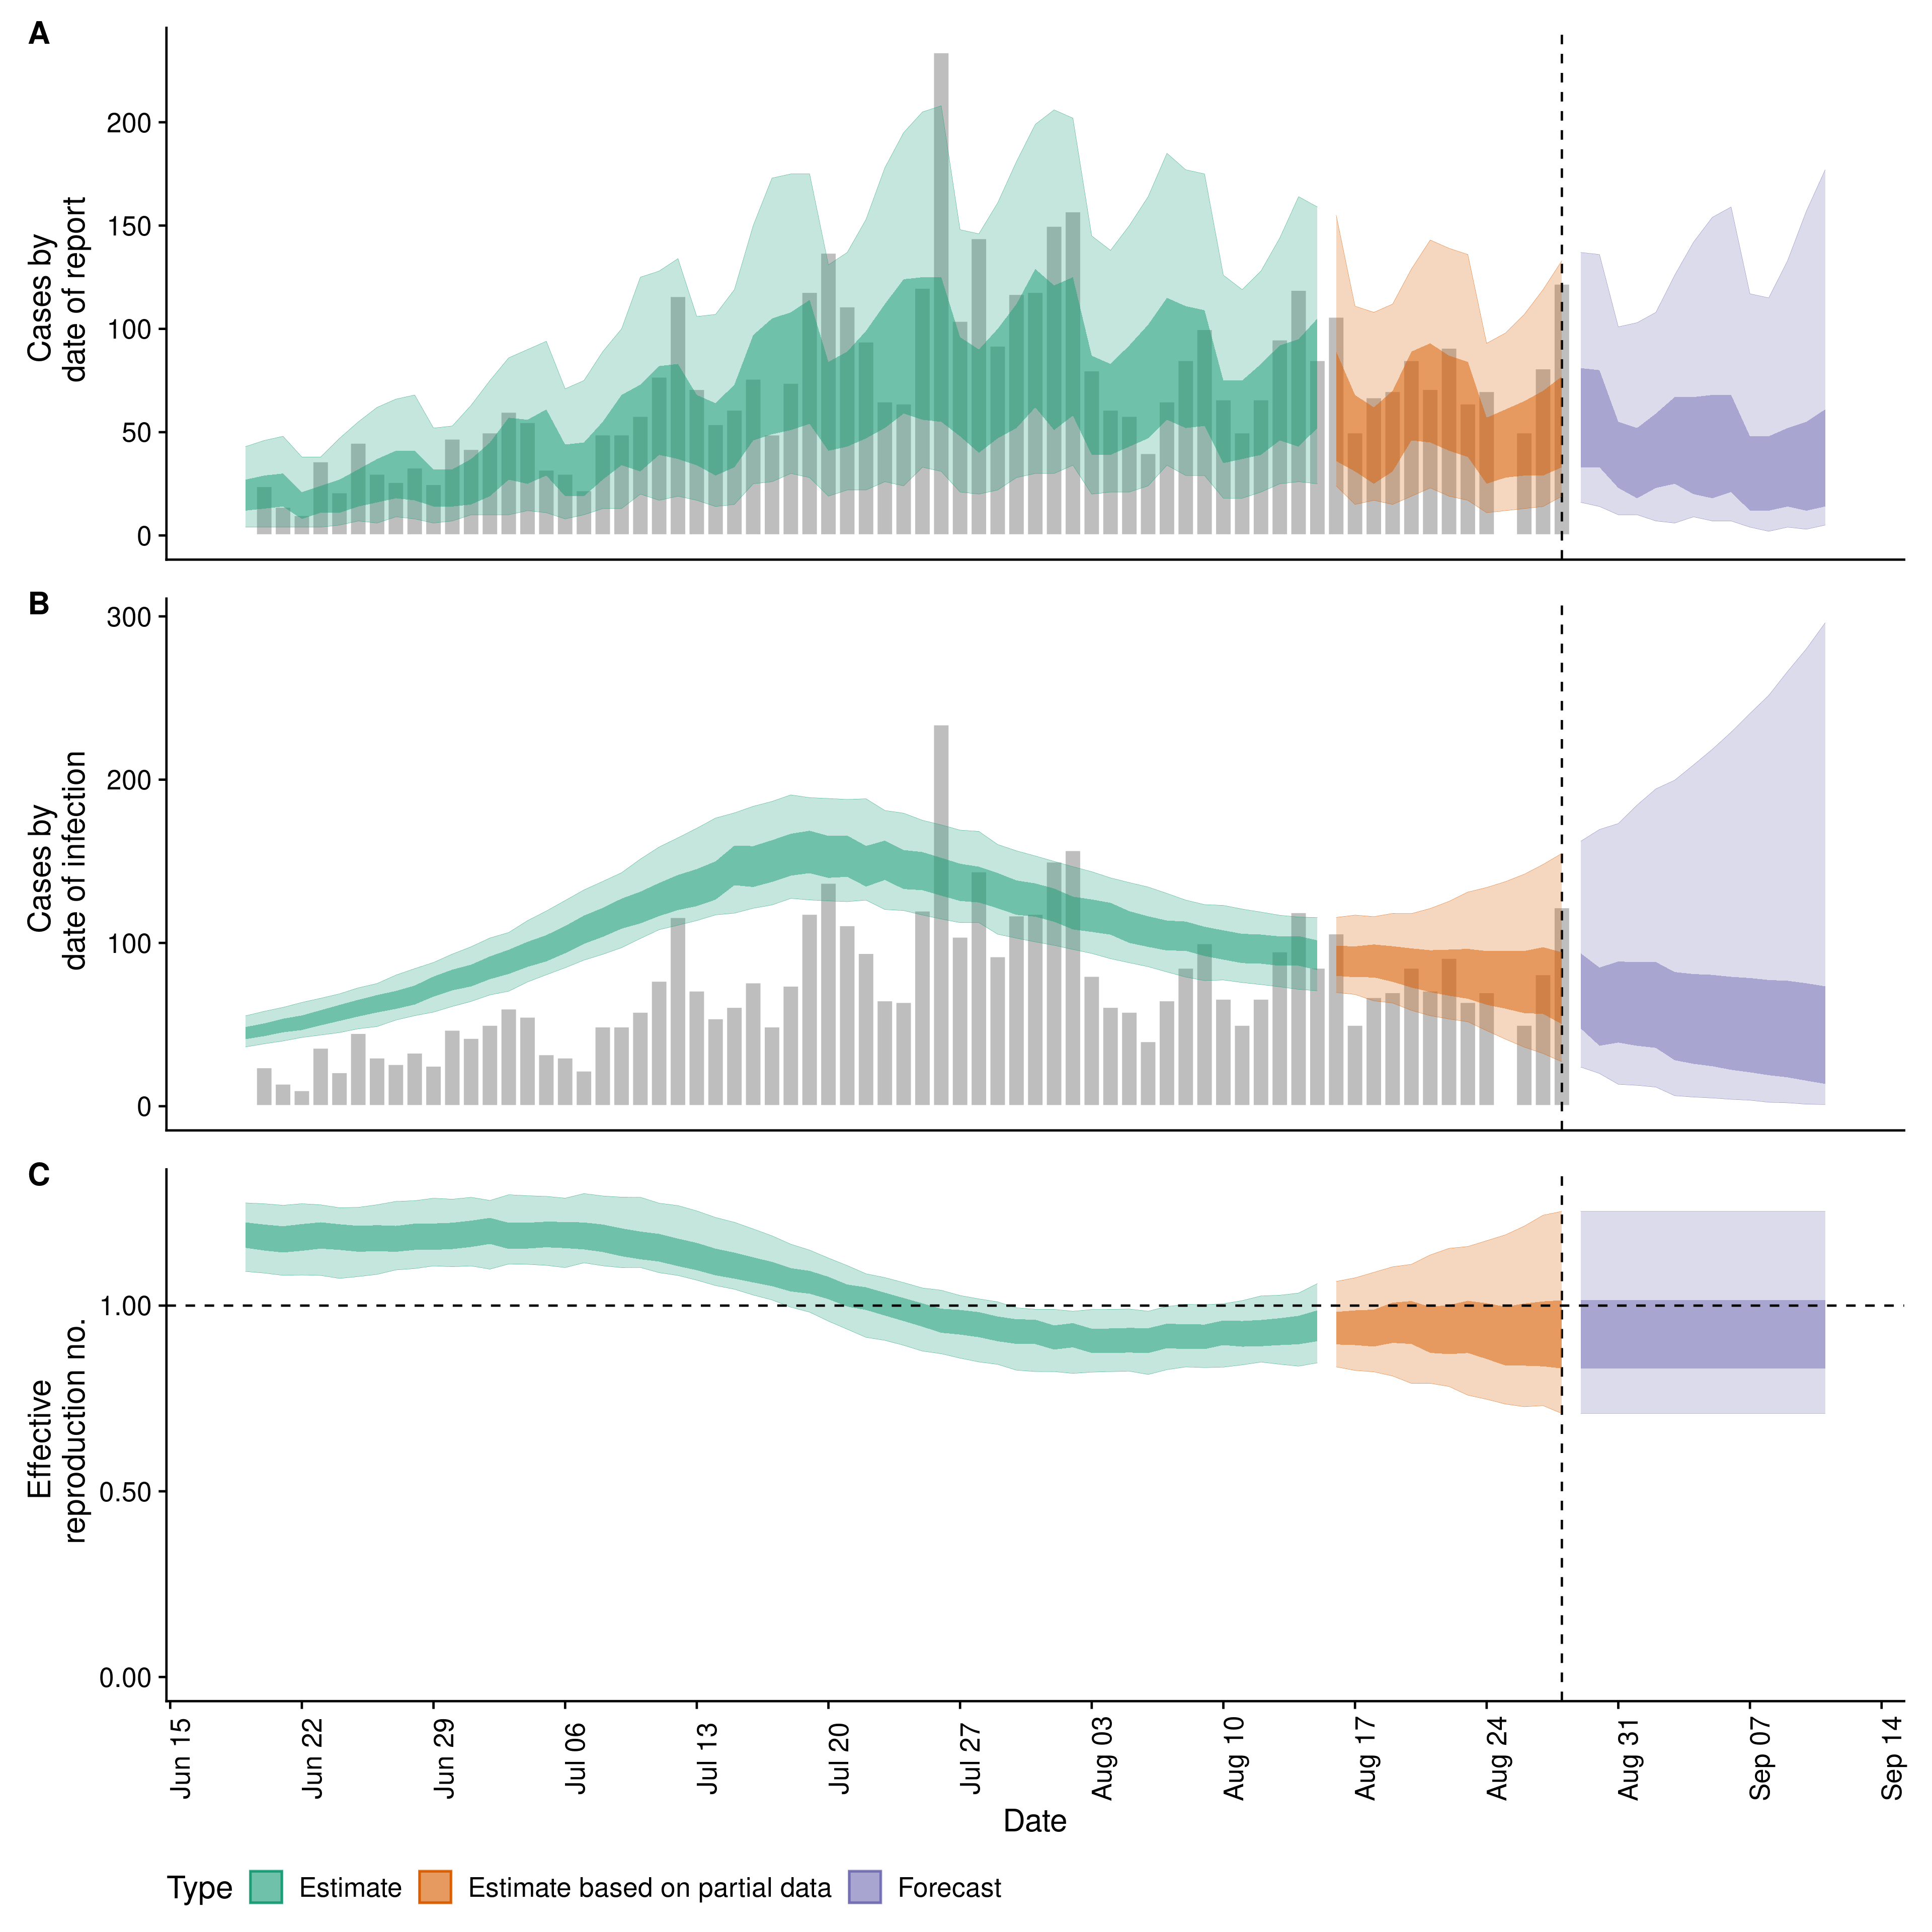 A
Cases by
date of report
200
150
100
50
0
B
Cases by
date of infection
300
200
100
0
C
Effective
reproduction no.
1.00
0.50
0.00
Jun 15
Jun 22
Jun 29
Jul 06
Jul 13
Jul 20
Jul 27
Aug 03
Aug 10
Aug 17
Aug 24
Aug 31
Sep 07
Sep 14
Date
Type Estimate Estimate based on partial data Forecast